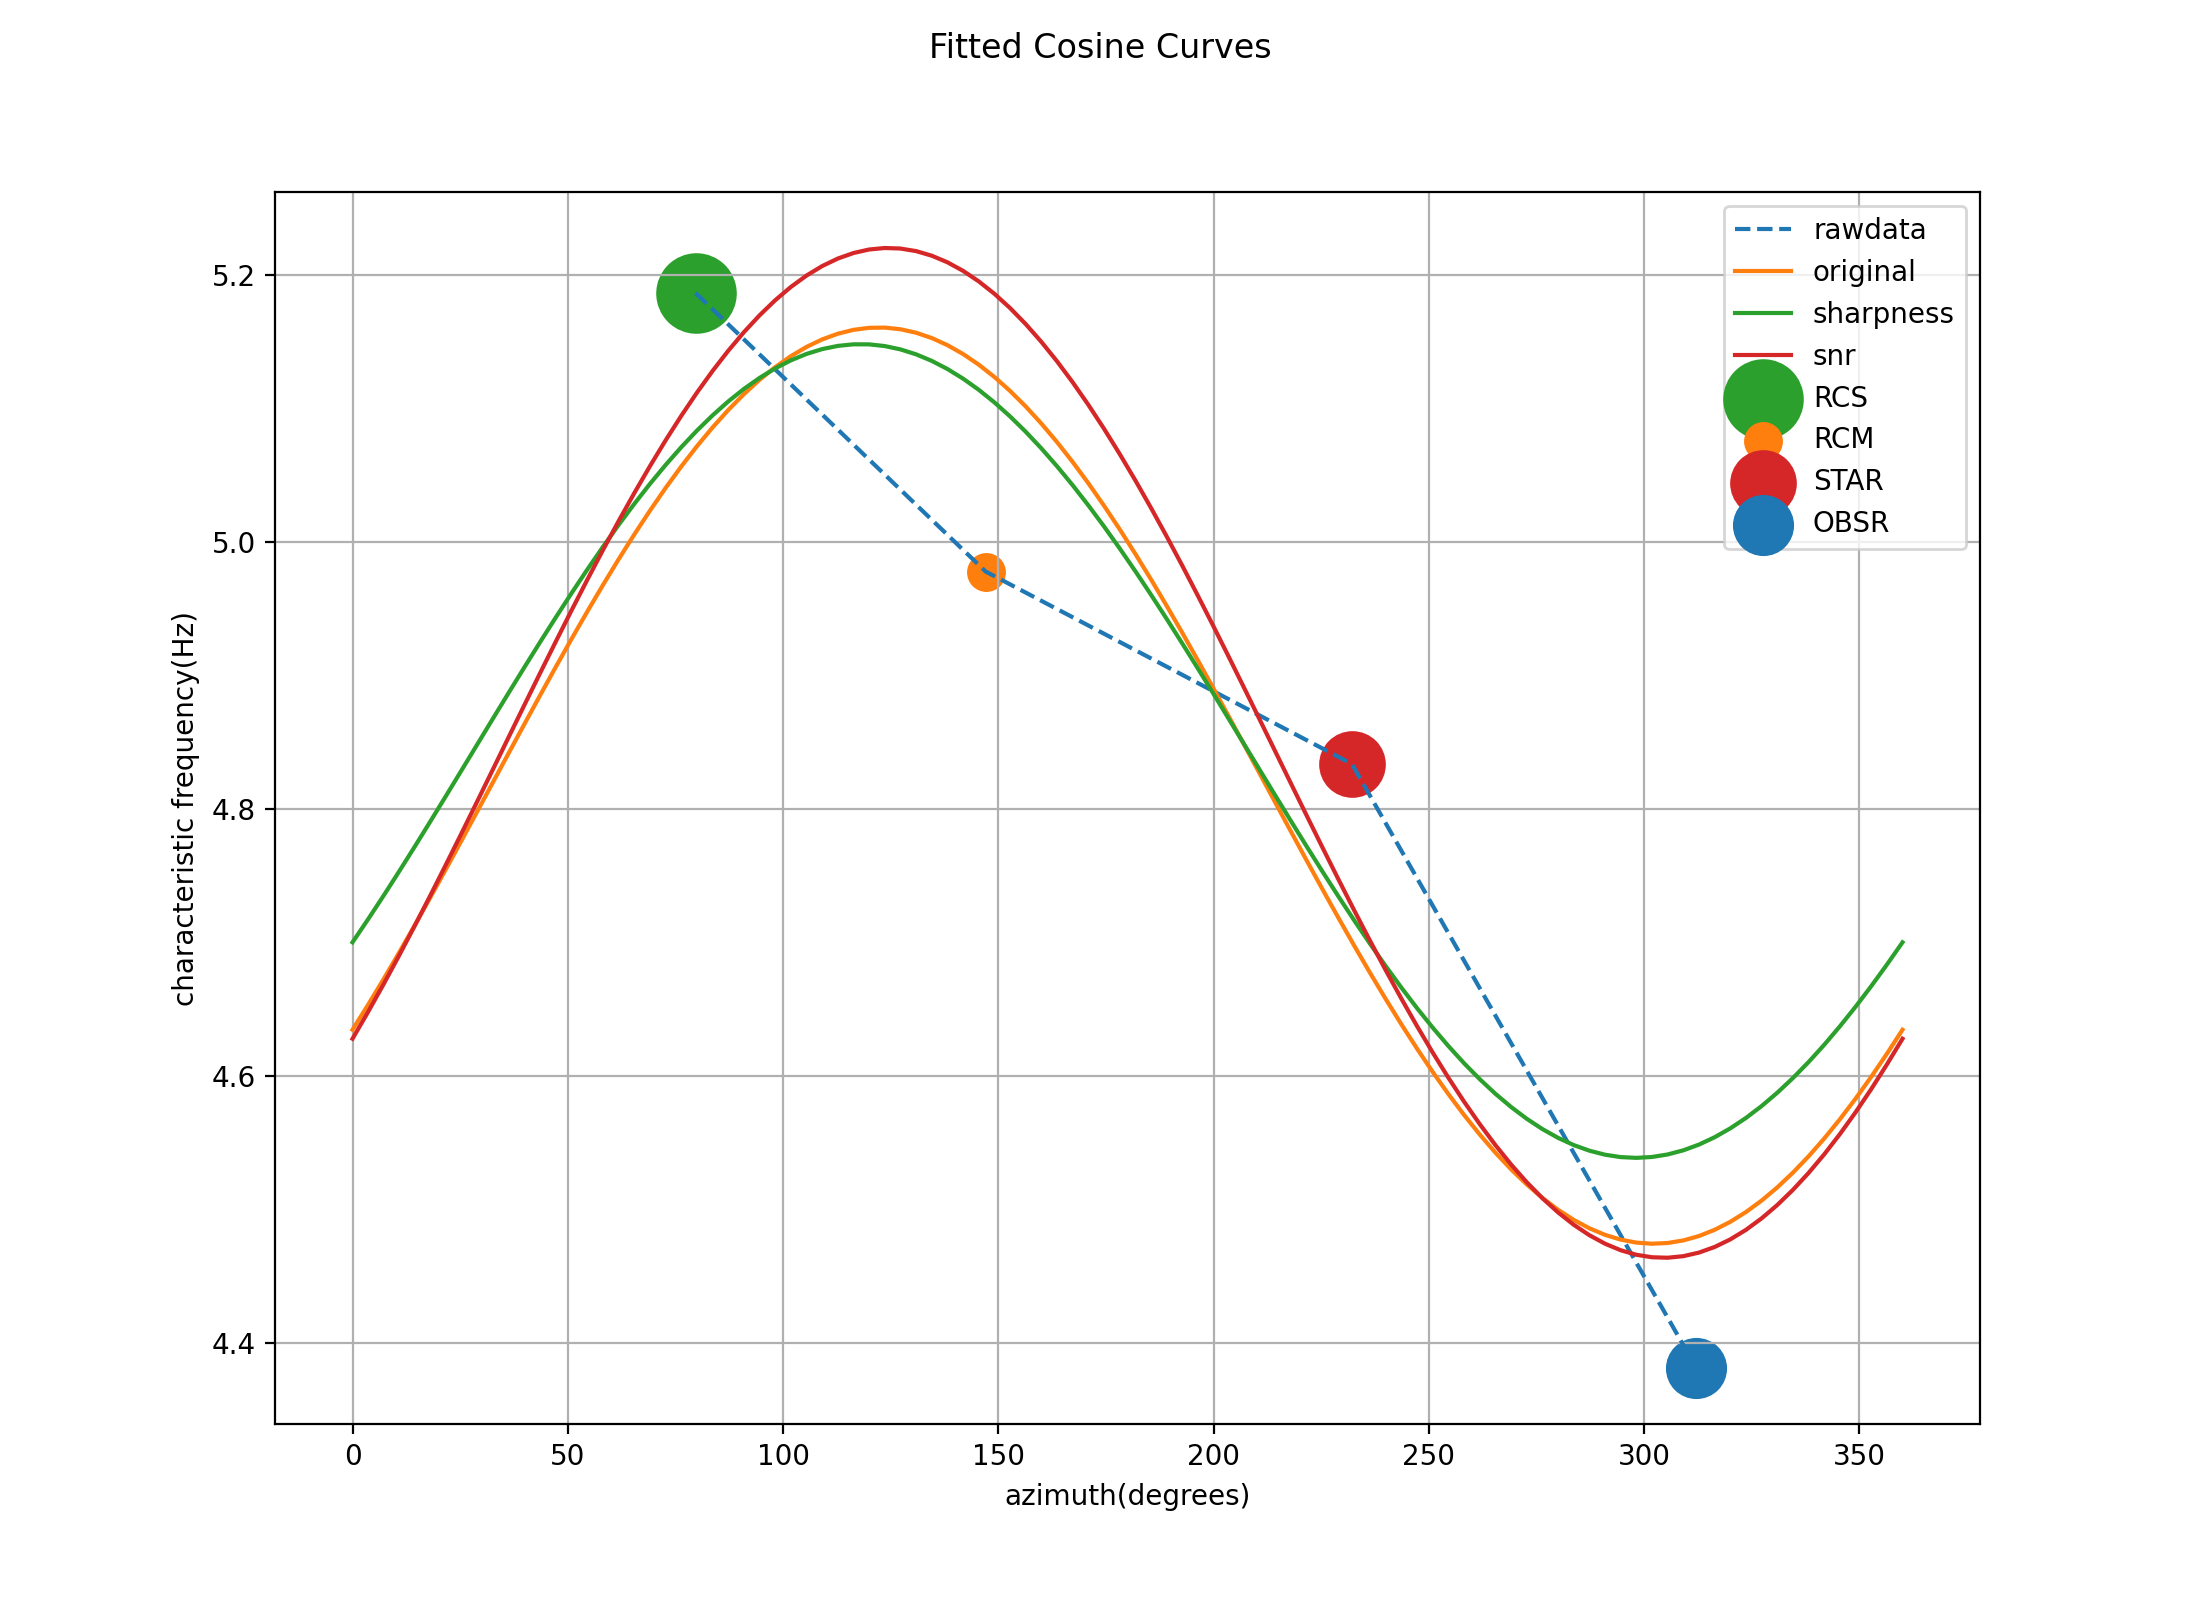 Fitted Cosine Curves
rawdata
original
sharpness
snr
RCS
RCM
STAR
OBSR
5.2
5.0
4.8
4.6
4.4
characteristic frequency(Hz)
0 50 100 150 200 250 300 350
azimuth(degrees)